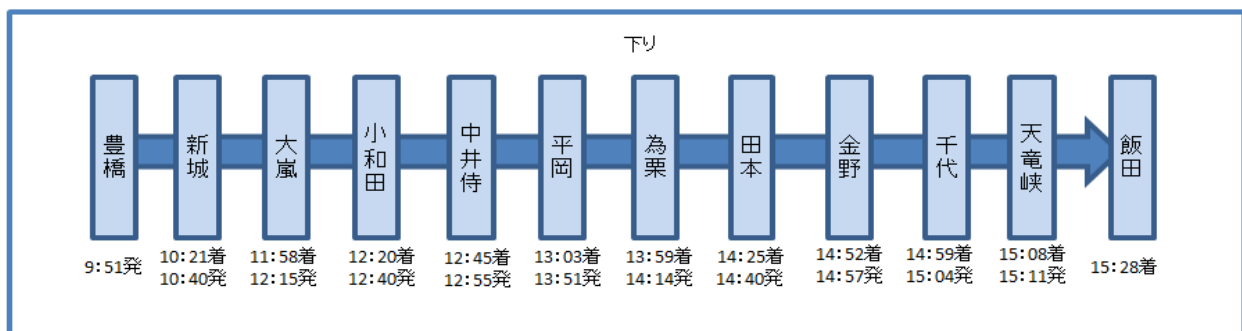 下り
豊橋
新城
大嵐
小和田
中井侍
平岡
為栗
田本
金野
千代
天竜峡
飯田
9:51発
10:21着
10:40発
11:58着
12:15発
12:20着
12:40発
12:45着
12:55発
13:03着
13:51発
13:59着
14:14発
14:25着
14:40発
14:52着
14:57発
14:59着
15:04発
15:08着
15:11発
15:28着